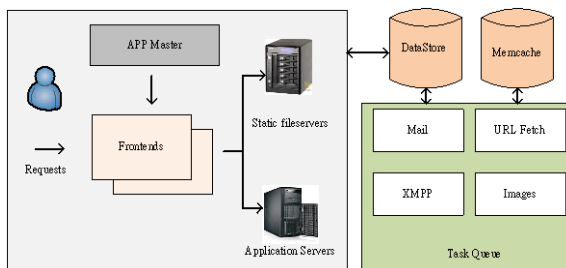 APP Master
DataStore
Memcache
Static fileservers
Frontends
Requests
Application Servers
Mail
URL Fetch
XMPP
Images
Task Queue